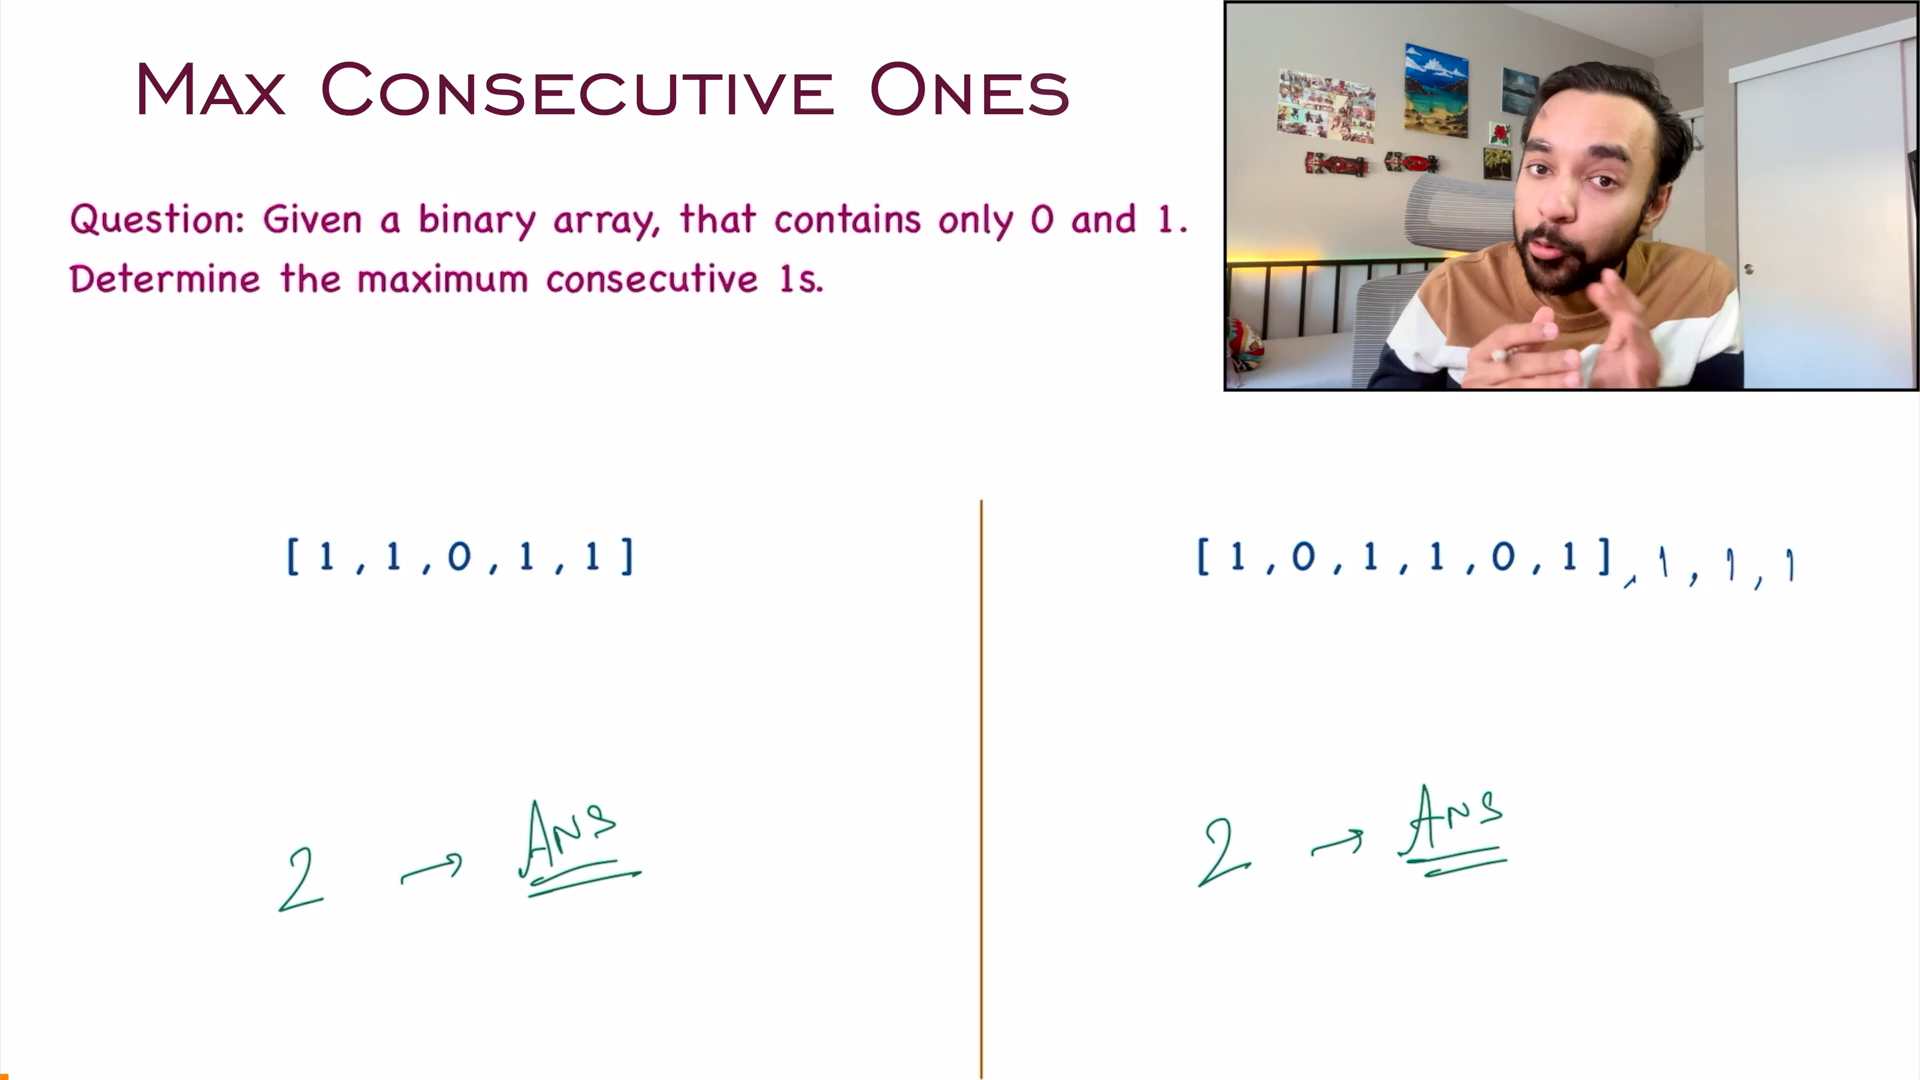 MAX CONSECUTIVE ONES
Question: Given a binary array, that contains only 0 and 1.
Determine the maximum consecutive 1s.
[ 1 , 1 , 0 , 1 , 1 ]
[ 1 , 0 , 1 , 1 , 0 , 1 ] , 1 , 1 , 1
2 → Ans
2 → Ans